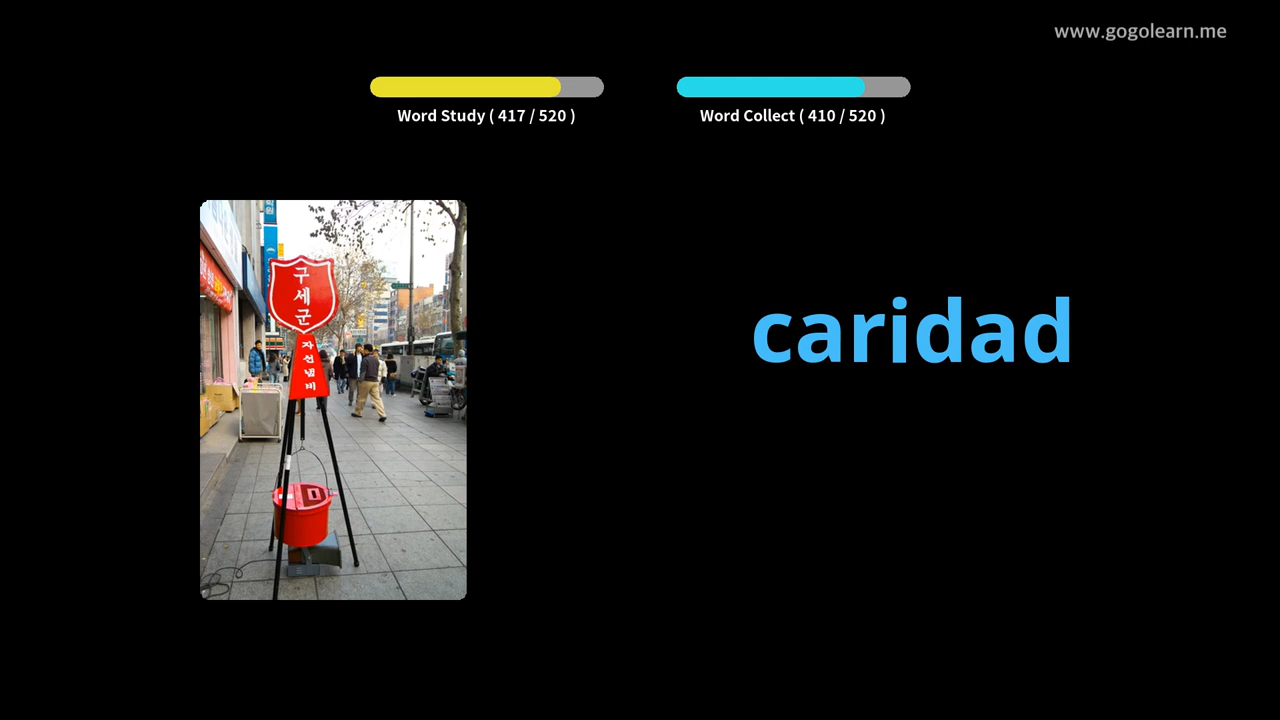 www.gogolearn.me
Word Study ( 417 / 520 )
Word Collect ( 410 / 520 )
구
세
군
자
선
냄
비
caridad